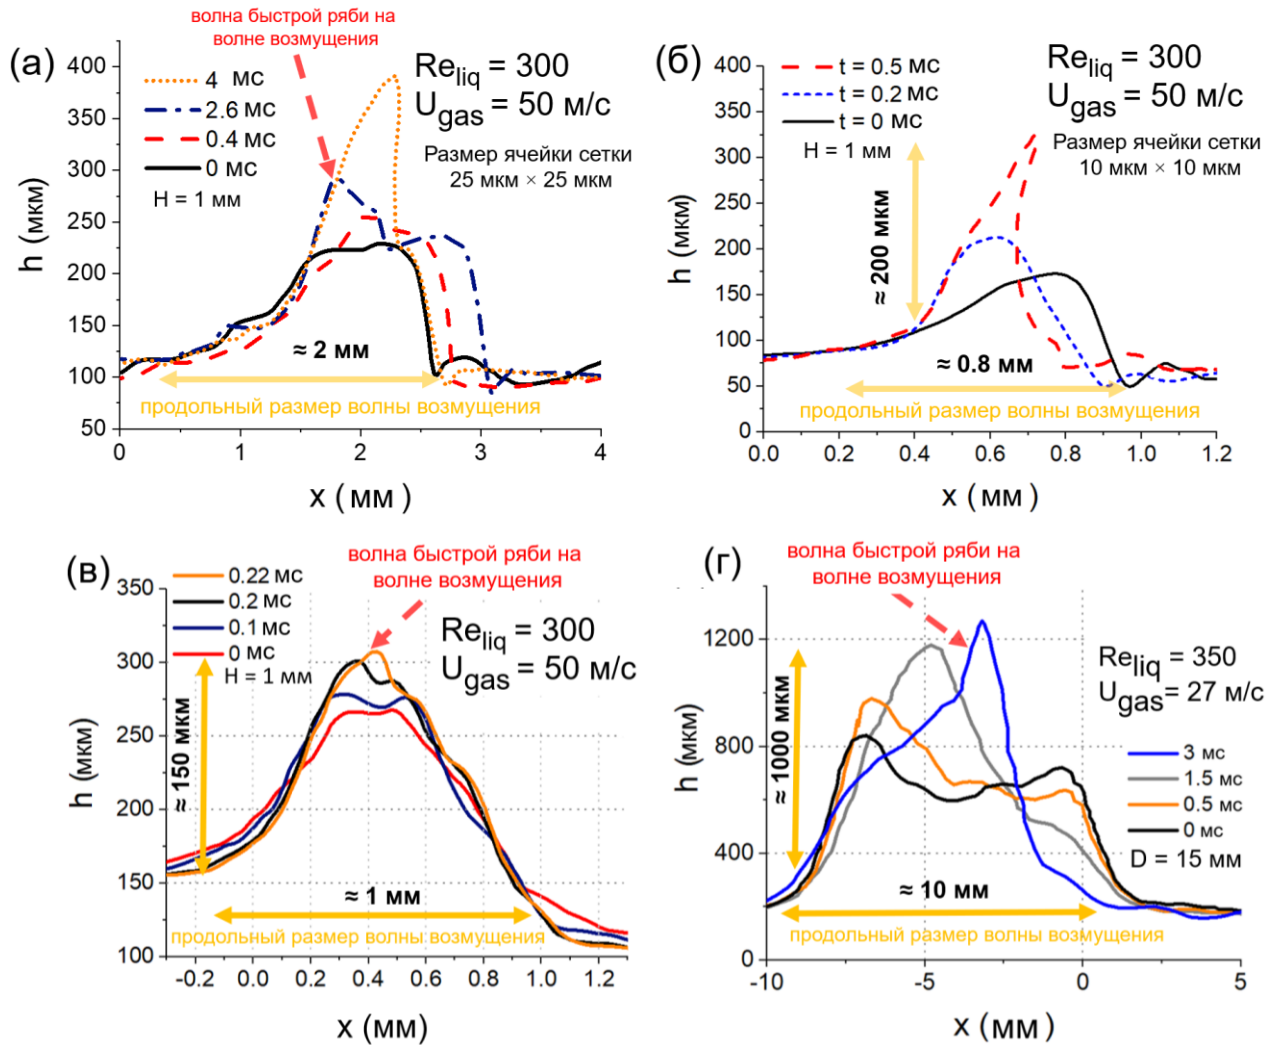 (а)
волна быстрой ряби на
волне возмущения
4 мс
2.6 мс
0.4 мс
0 мс
H = 1 мм
Reliq = 300
Ugas = 50 м/с
Размер ячейки сетки
25 мкм × 25 мкм
≈ 2 мм
продольный размер волны возмущения
h (мкм)
400
350
300
250
200
150
100
50
0 1 2 3 4
x (мм)
(б)
t = 0.5 мс
t = 0.2 мс
t = 0 мс
H = 1 мм
Reliq = 300
Ugas = 50 м/с
Размер ячейки сетки
10 мкм × 10 мкм
≈ 200 мкм
≈ 0.8 мм
продольный размер волны возмущения
h (мкм)
400
350
300
250
200
150
100
50
0
0.0 0.2 0.4 0.6 0.8 1.0 1.2
x (мм)
(в)
волна быстрой ряби на
волне возмущения
0.22 мс
0.2 мс
0.1 мс
0 мс
H = 1 мм
Reliq = 300
Ugas = 50 м/с
≈ 150 мкм
≈ 1 мм
продольный размер волны возмущения
h (мкм)
350
300
250
200
150
100
-0.2 0.0 0.2 0.4 0.6 0.8 1.0 1.2
x (мм)
(г)
волна быстрой ряби на
волне возмущения
Reliq = 350
Ugas = 27 м/с
3 мс
1.5 мс
0.5 мс
0 мс
D = 15 мм
≈ 1000 мкм
≈ 10 мм
продольный размер волны возмущения
h (мкм)
1200
800
400
0
-10 -5 0 5
x (мм)